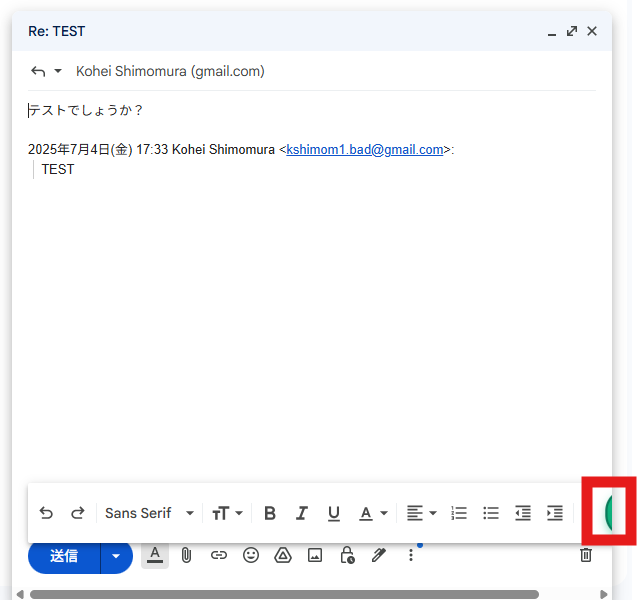 Re: TEST
Kohei Shimomura (gmail.com)
テストでしょうか？
2025年7月4日(金) 17:33 Kohei Shimomura <kshimom1.bad@gmail.com>:
TEST
Sans Serif TT B I U A
送信 A